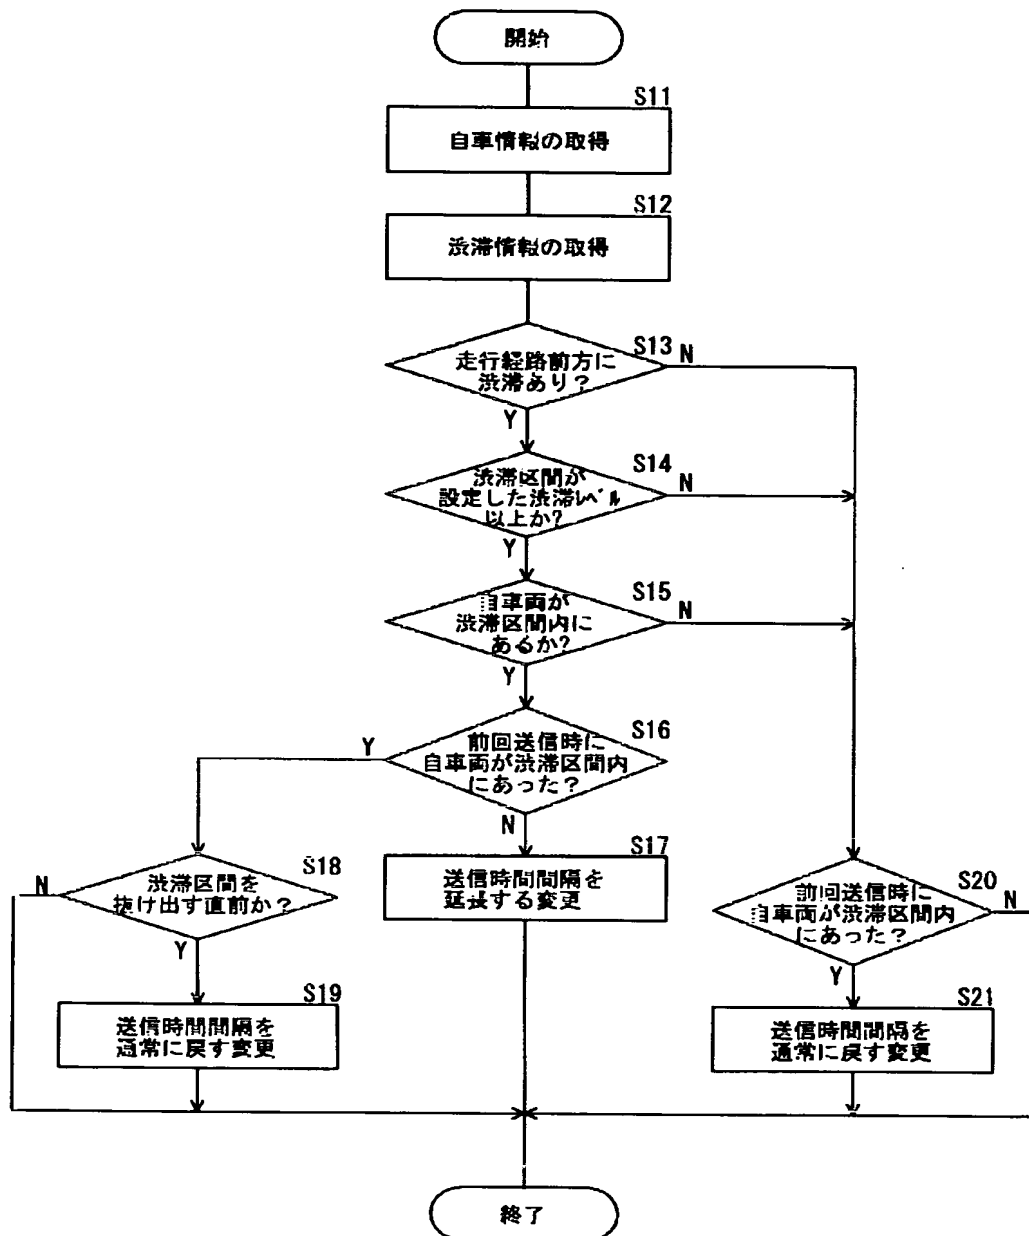 開始
S11
自車情報の取得
S12
渋滞情報の取得
S13
N
走行経路前方に
渋滞あり？
Y
S14
N
渋滞区間が
設定した渋滞ﾚﾍﾞﾙ
以上か?
Y
S15
N
自車両が
渋滞区間内に
あるか?
Y
S16
Y
前回送信時に
自車両が渋滞区間内
にあった？
N
S17
送信時間間隔を
延長する変更
S18
N
渋滞区間を
抜け出す直前か？
Y
S19
送信時間間隔を
通常に戻す変更
S20
N
前回送信時に
自車両が渋滞区間内
にあった？
Y
S21
送信時間間隔を
通常に戻す変更
終了